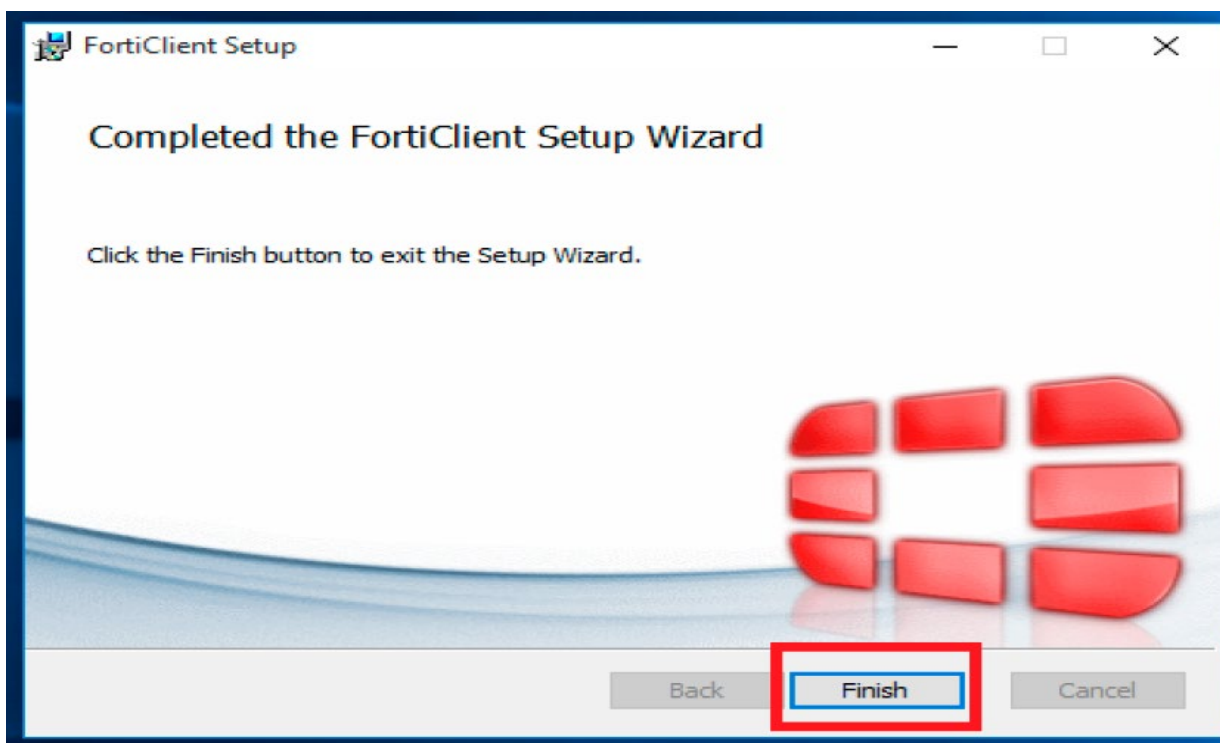 FortiClient Setup
Completed the FortiClient Setup Wizard
Click the Finish button to exit the Setup Wizard.
Back Finish Cancel